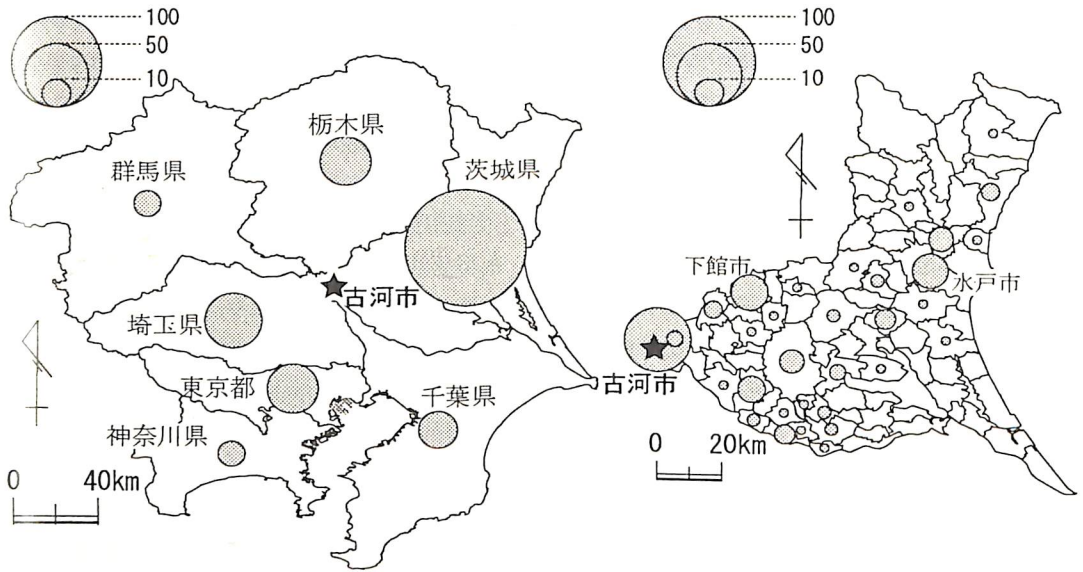 100
50
10
栃木県
群馬県
茨城県
古河市
埼玉県
東京都
千葉県
神奈川県
0 40km
100
50
10
下館市
水戸市
古河市
0 20km